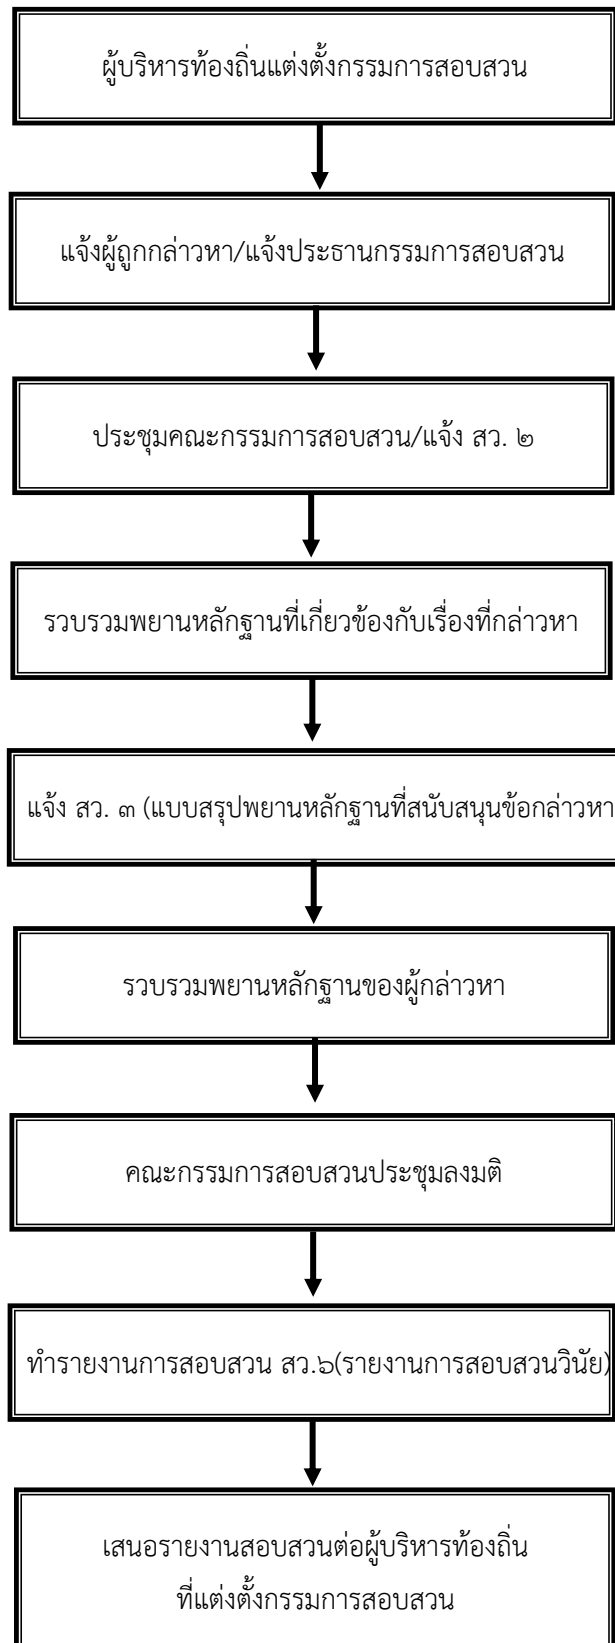 ผู้บริหารท้องถิ่นแต่งตั้งกรรมการสอบสวน
แจ้งผู้ถูกกล่าวหา/แจ้งประธานกรรมการสอบสวน
ประชุมคณะกรรมการสอบสวน/แจ้ง สว. ๒
รวบรวมพยานหลักฐานที่เกี่ยวข้องกับเรื่องที่กล่าวหา
แจ้ง สว. ๓ (แบบสรุปพยานหลักฐานที่สนับสนุนข้อกล่าวหา
รวบรวมพยานหลักฐานของผู้กล่าวหา
คณะกรรมการสอบสวนประชุมลงมติ
ทำรายงานการสอบสวน สว.๖(รายงานการสอบสวนวินัย)
เสนอรายงานสอบสวนต่อผู้บริหารท้องถิ่น
ที่แต่งตั้งกรรมการสอบสวน